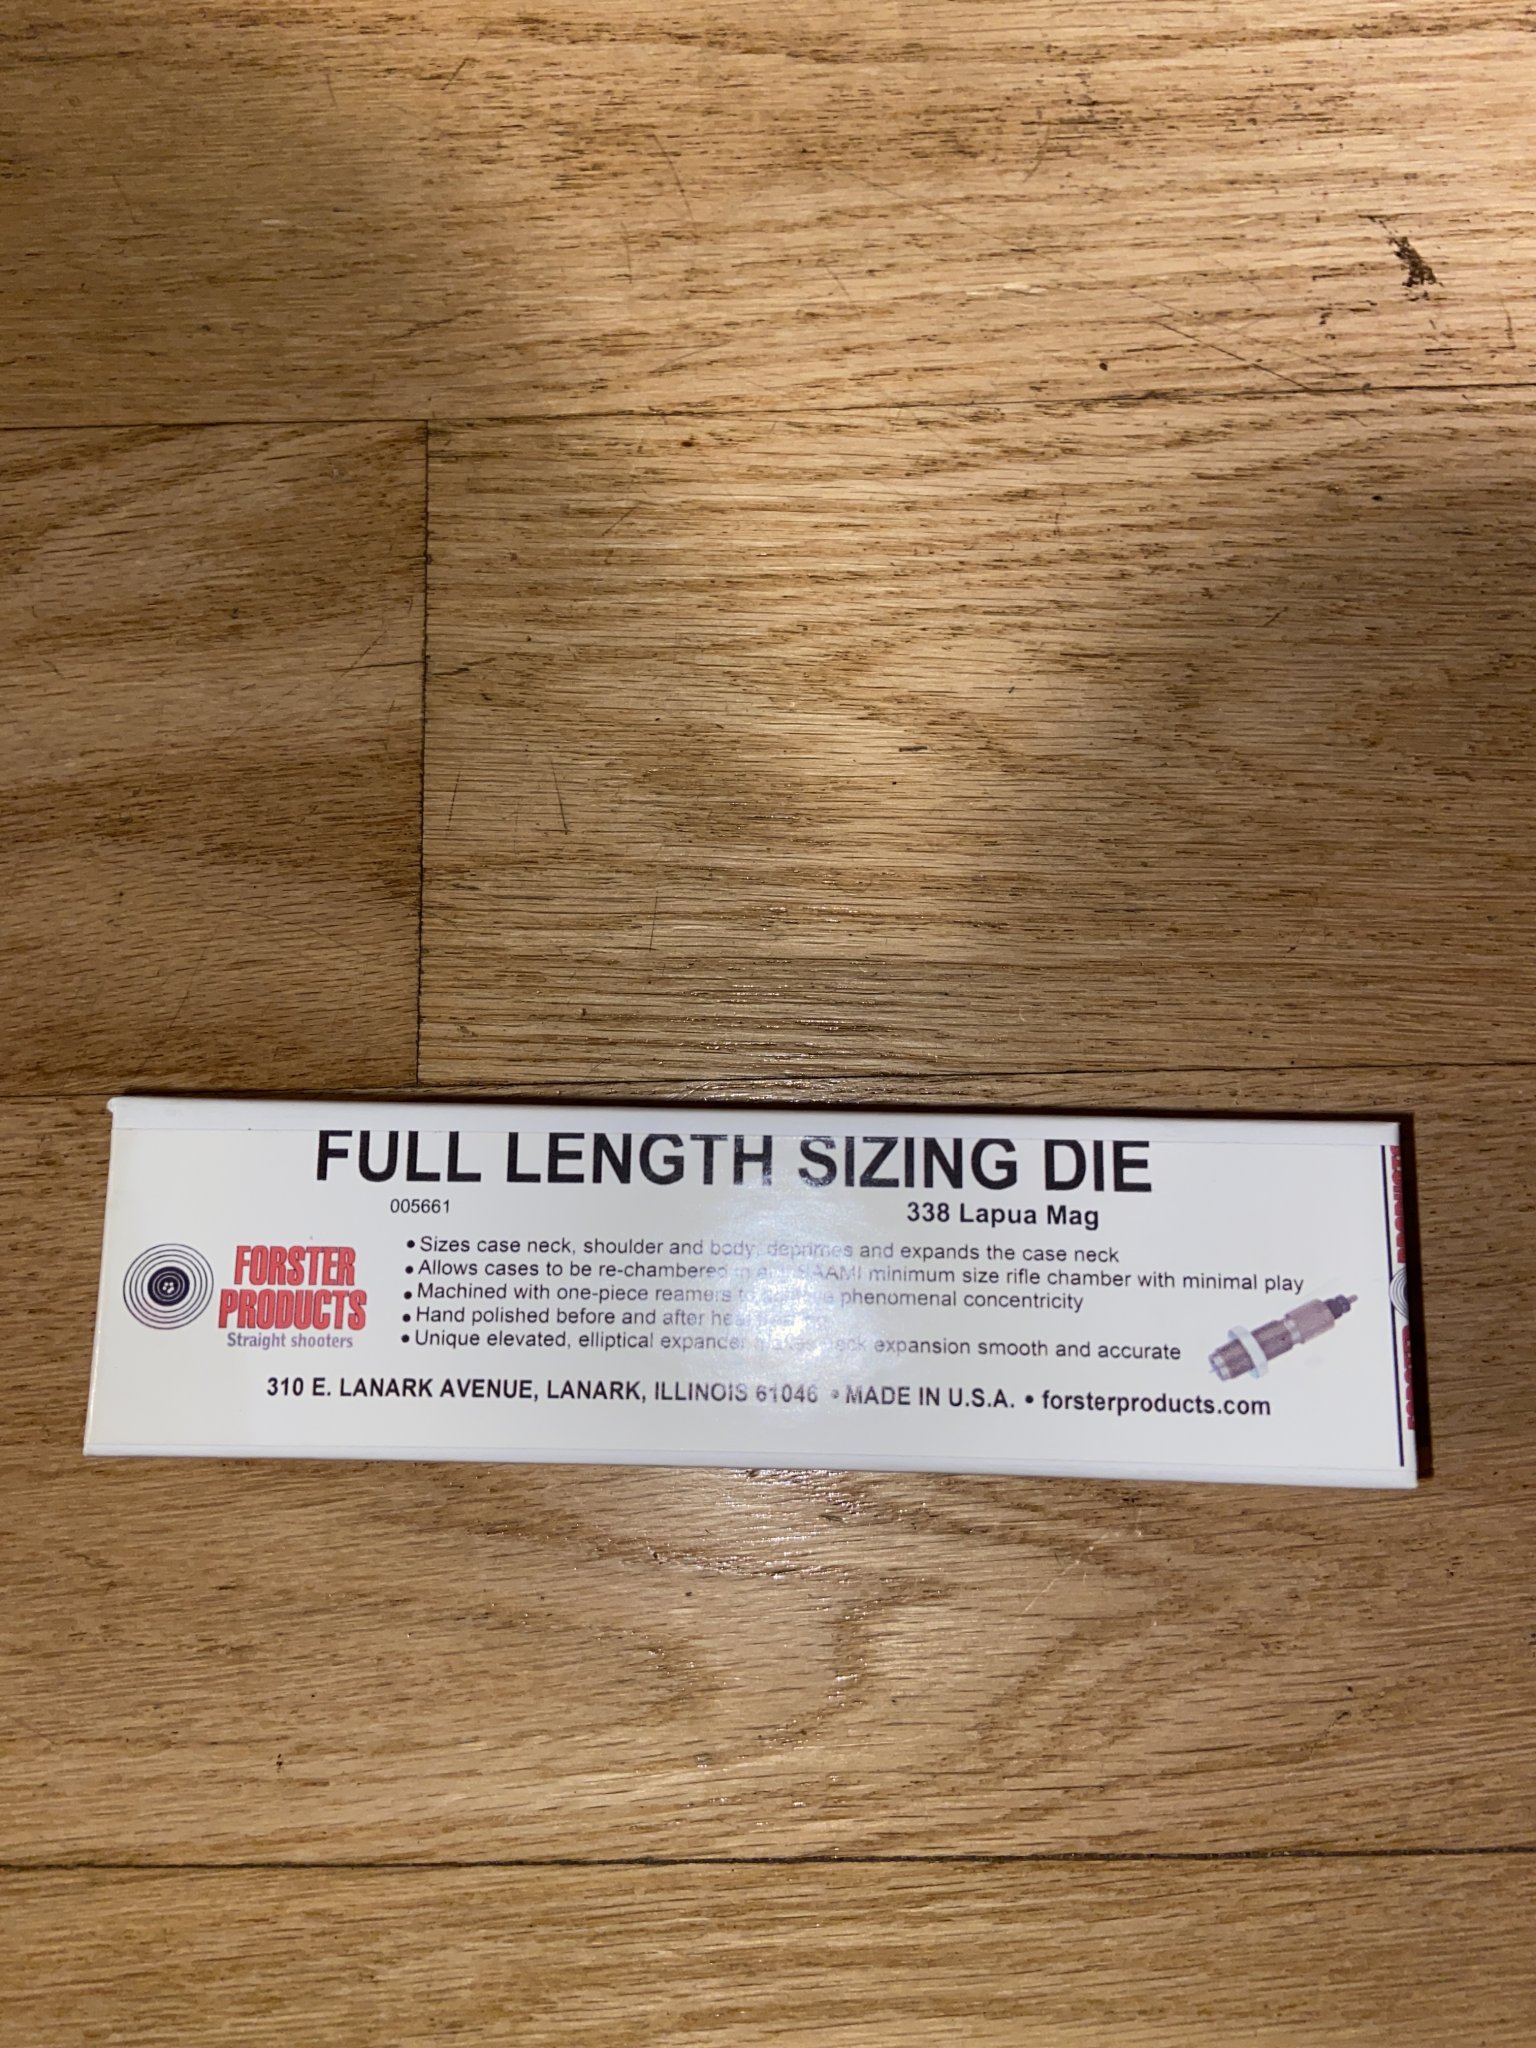 FULL LENGTH SIZING DIE
005661
338 Lapua Mag
FORSTER
PRODUCTS
Straight shooters
• Sizes case neck, shoulder and body, deprimes and expands the case neck
• Allows cases to be re-chambered SAAMI minimum size rifle chamber with minimal play
• Machined with one-piece reamers to phenomenal concentricity
• Hand polished before and after
• Unique elevated, elliptical expander neck expansion smooth and accurate
310 E. LANARK AVENUE, LANARK, ILLINOIS 61046 • MADE IN U.S.A. • forsterproducts.com